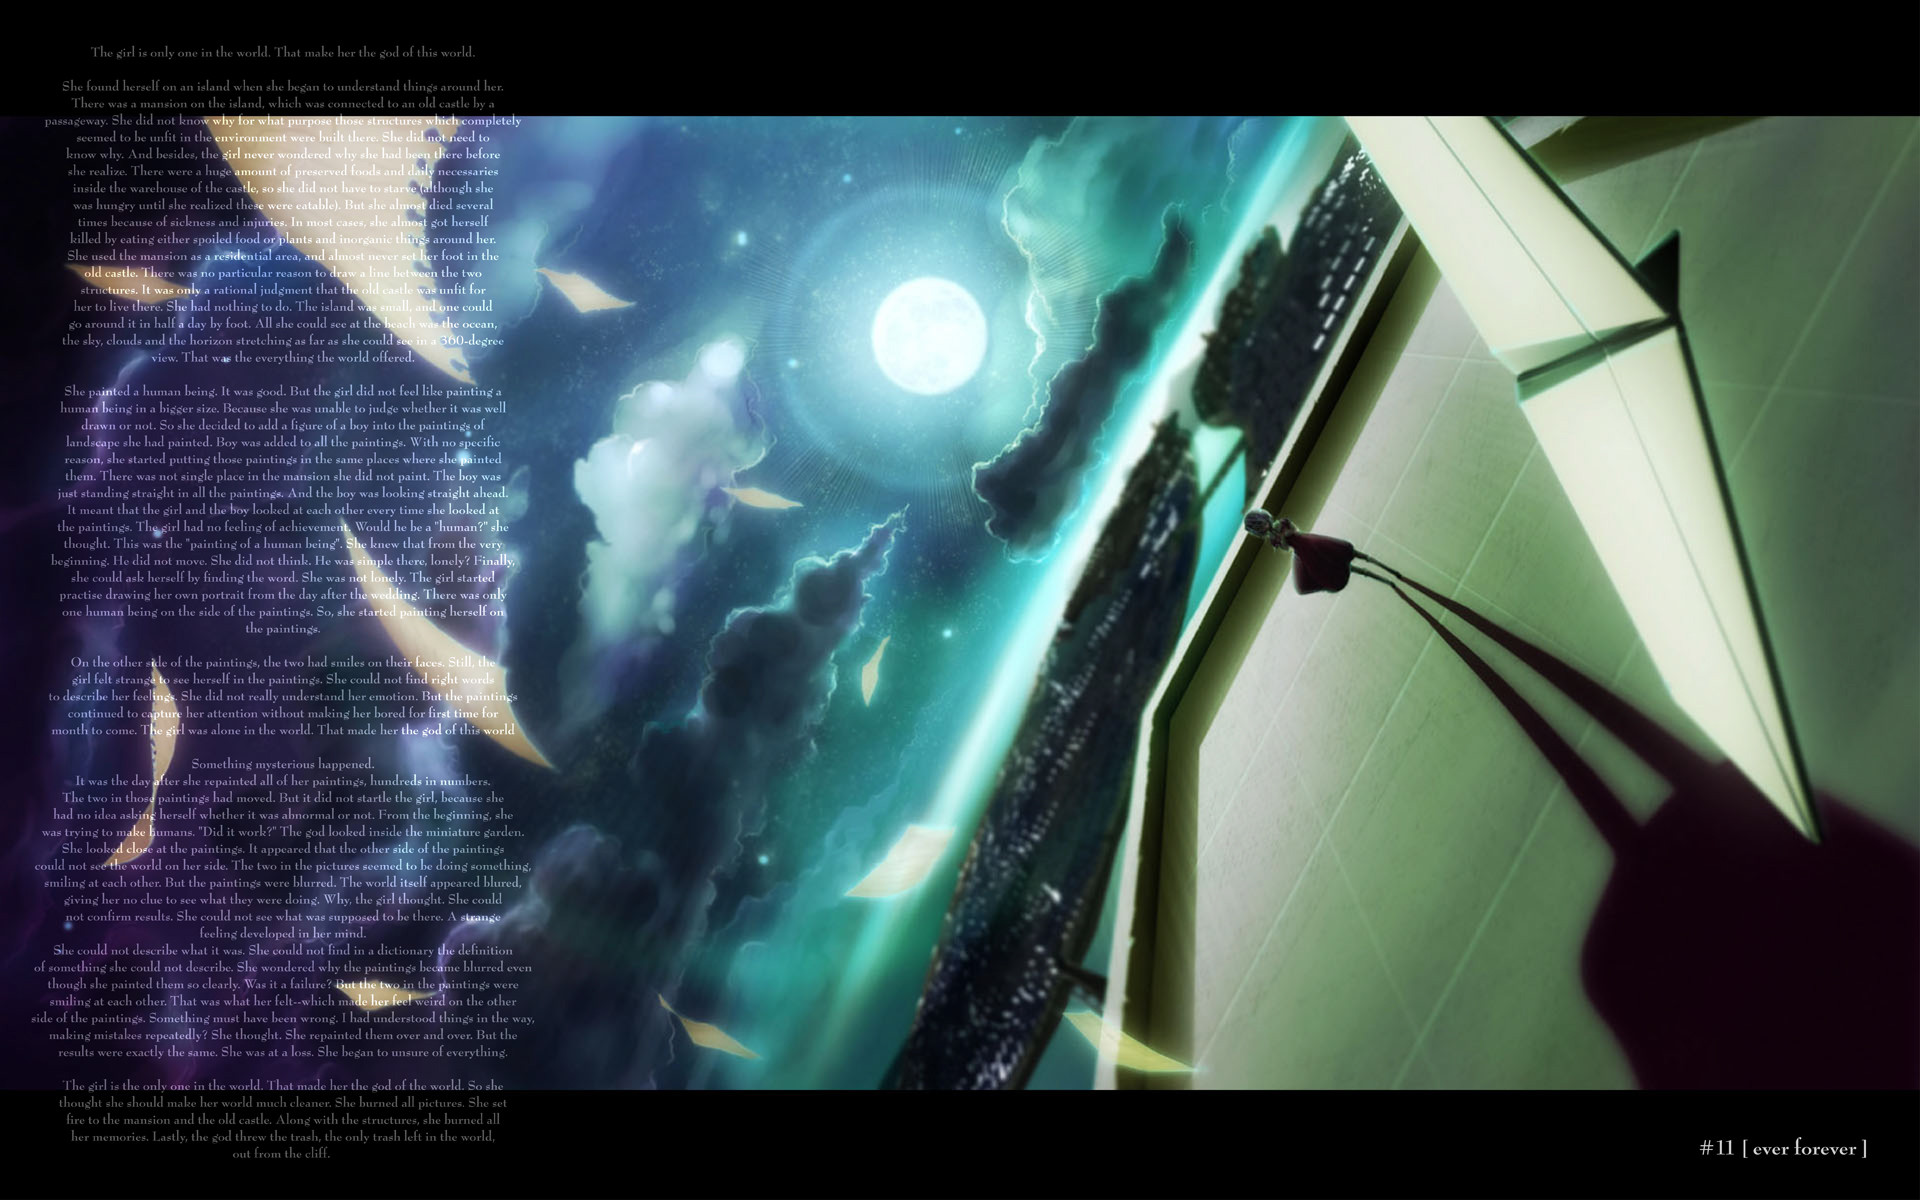 The girl is only one in the world. That make her the god of this world.
She found herself on an island when she began to understand things around her.
There was a mansion on the island, which was connected to an old castle by a
passageway. She did not know why for what purpose those structures which completely
seemed to be unfit in the environment were built there. She did not need to
know why. And besides, the girl never wondered why she had been there before
she realize. There were a huge amount of preserved foods and daily necessaries
inside the warehouse of the castle, so she did not have to starve (although she
was hungry until she realized these were eatable). But she almost died several
times because of sickness and injuries. In most cases, she almost got herself
killed by eating either spoiled food or plants and inorganic things around her.
She used the mansion as a residential area, and almost never set her foot in the
old castle. There was no particular reason to draw a line between the two
structures. It was only a rational judgment that the old castle was unfit for
her to live there. She had nothing to do. The island was small, and one could
go around it in half a day by foot. All she could see at the beach was the ocean,
the sky, clouds and the horizon stretching as far as she could see in a 360-degree
view. That was the everything the world offered.
She painted a human being. It was good. But the girl did not feel like painting a
human being in a bigger size. Because she was unable to judge whether it was well
drawn or not. So she decided to add a figure of a boy into the paintings of
landscape she had painted. Boy was added to all the paintings. With no specific
reason, she started putting those paintings in the same places where she painted
them. There was not single place in the mansion she did not paint. The boy was
just standing straight in all the paintings. And the boy was looking straight ahead.
It meant that the girl and the boy looked at each other every time she looked at
the paintings. The girl had no feeling of achievement. Would he be a "human?" she
thought. This was the "painting of a human being". She knew that from the very
beginning. He did not move. She did not think. He was simple there, lonely? Finally,
she could ask herself by finding the word. She was not lonely. The girl started
practise drawing her own portrait from the day after the wedding. There was only
one human being on the side of the paintings. So, she started painting herself on
the paintings.
On the other side of the paintings, the two had smiles on their faces. Still, the
girl felt strange to see herself in the paintings. She could not find right words
to describe her feelings. She did not really understand her emotion. But the paintings
continued to capture her attention without making her bored for first time for
month to come. The girl was alone in the world. That made her the god of this world
Something mysterious happened.
It was the day after she repainted all of her paintings, hundreds in numbers.
The two in those paintings had moved. But it did not startle the girl, because she
had no idea asking herself whether it was abnormal or not. From the beginning, she
was trying to make humans. "Did it work?" The god looked inside the miniature garden.
She looked close at the paintings. It appeared that the other side of the paintings
could not see the world on her side. The two in the pictures seemed to be doing something,
smiling at each other. But the paintings were blurred. The world itself appeared blured,
giving her no clue to see what they were doing. Why, the girl thought. She could
not confirm results. She could not see what was supposed to be there. A strange
feeling developed in her mind.
She could not describe what it was. She could not find in a dictionary the definition
of something she could not describe. She wondered why the paintings became blurred even
though she painted them so clearly. Was it a failure? But the two in the paintings were
smiling at each other. That was what her felt--which made her feel weird on the other
side of the paintings. Something must have been wrong. I had understood things in the way,
making mistakes repeatedly? She thought. She repainted them over and over. But the
results were exactly the same. She was at a loss. She began to unsure of everything.
The girl is the only one in the world. That made her the god of the world. So she
thought she should make her world much cleaner. She burned all pictures. She set
fire to the mansion and the old castle. Along with the structures, she burned all
her memories. Lastly, the god threw the trash, the only trash left in the world,
out from the cliff.
#11 [ ever forever ]